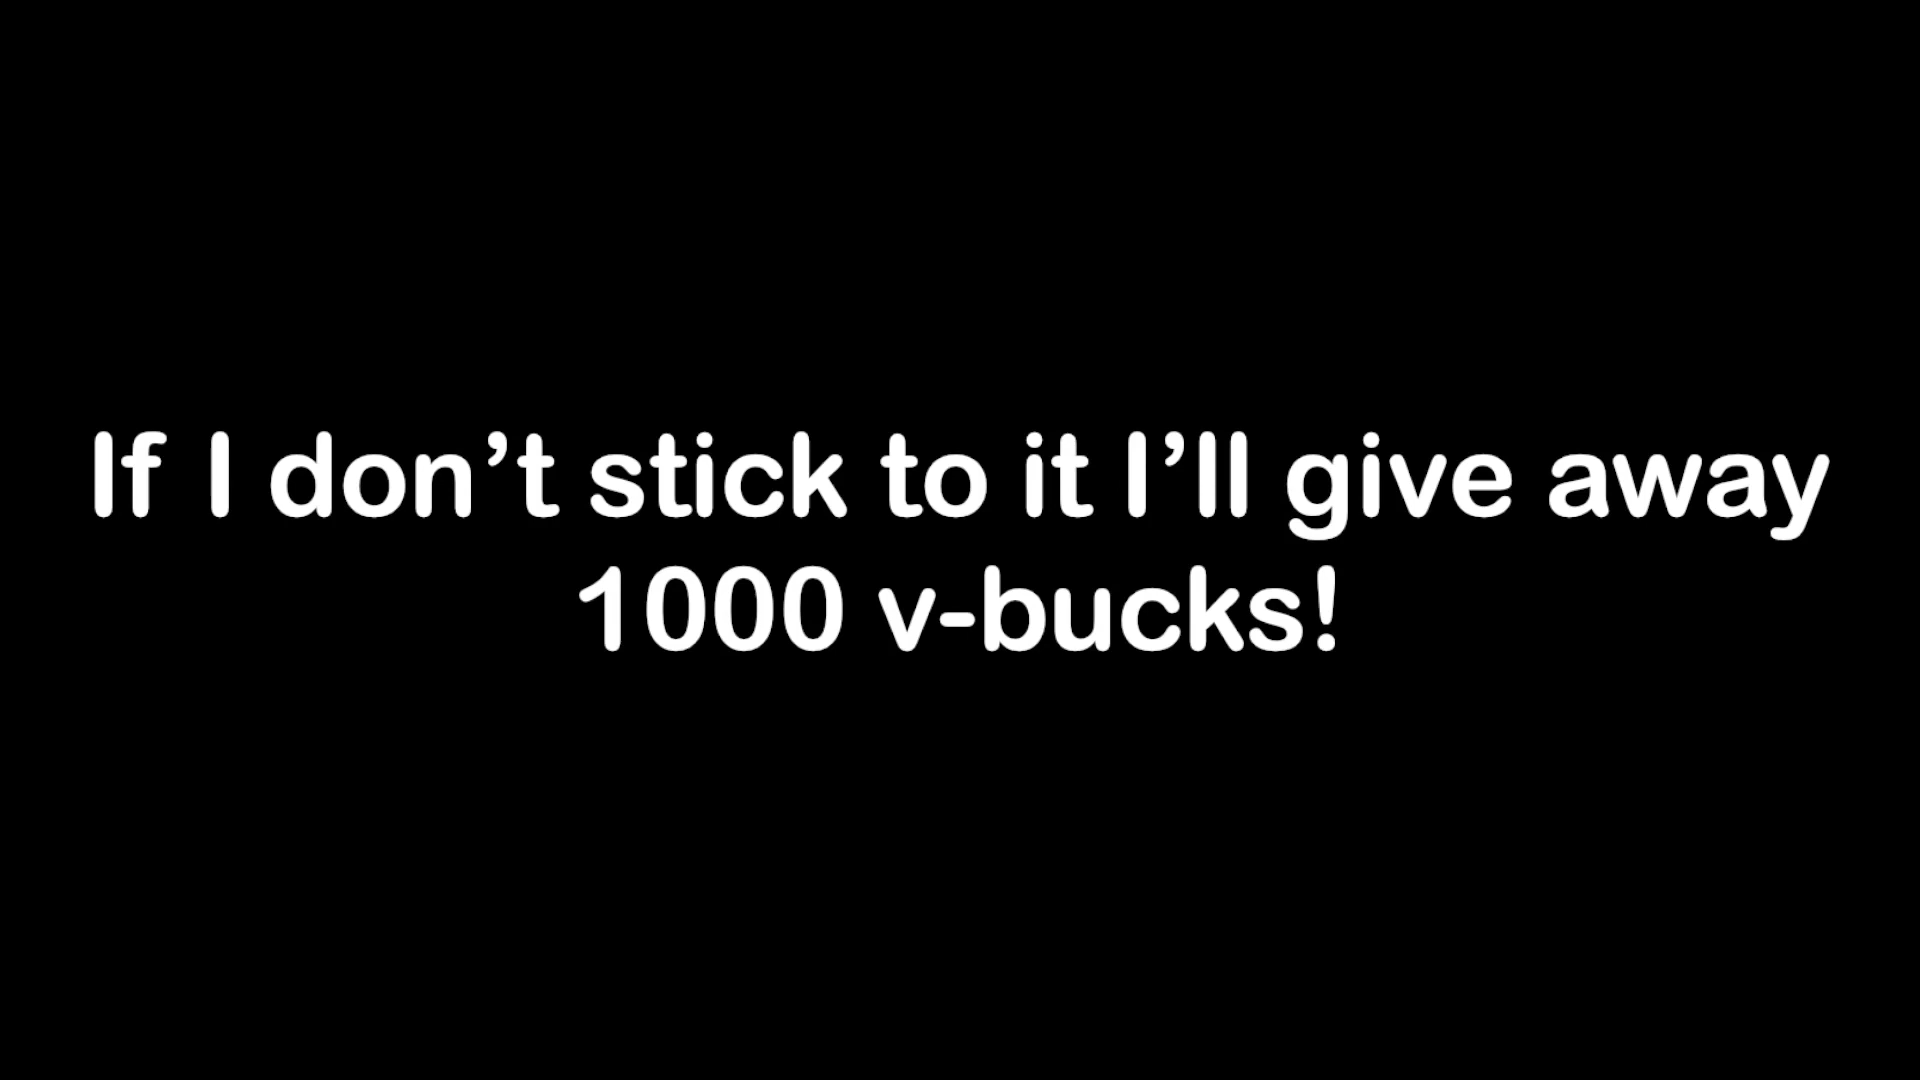 If I don’t stick to it I’ll give away
1000 v-bucks!